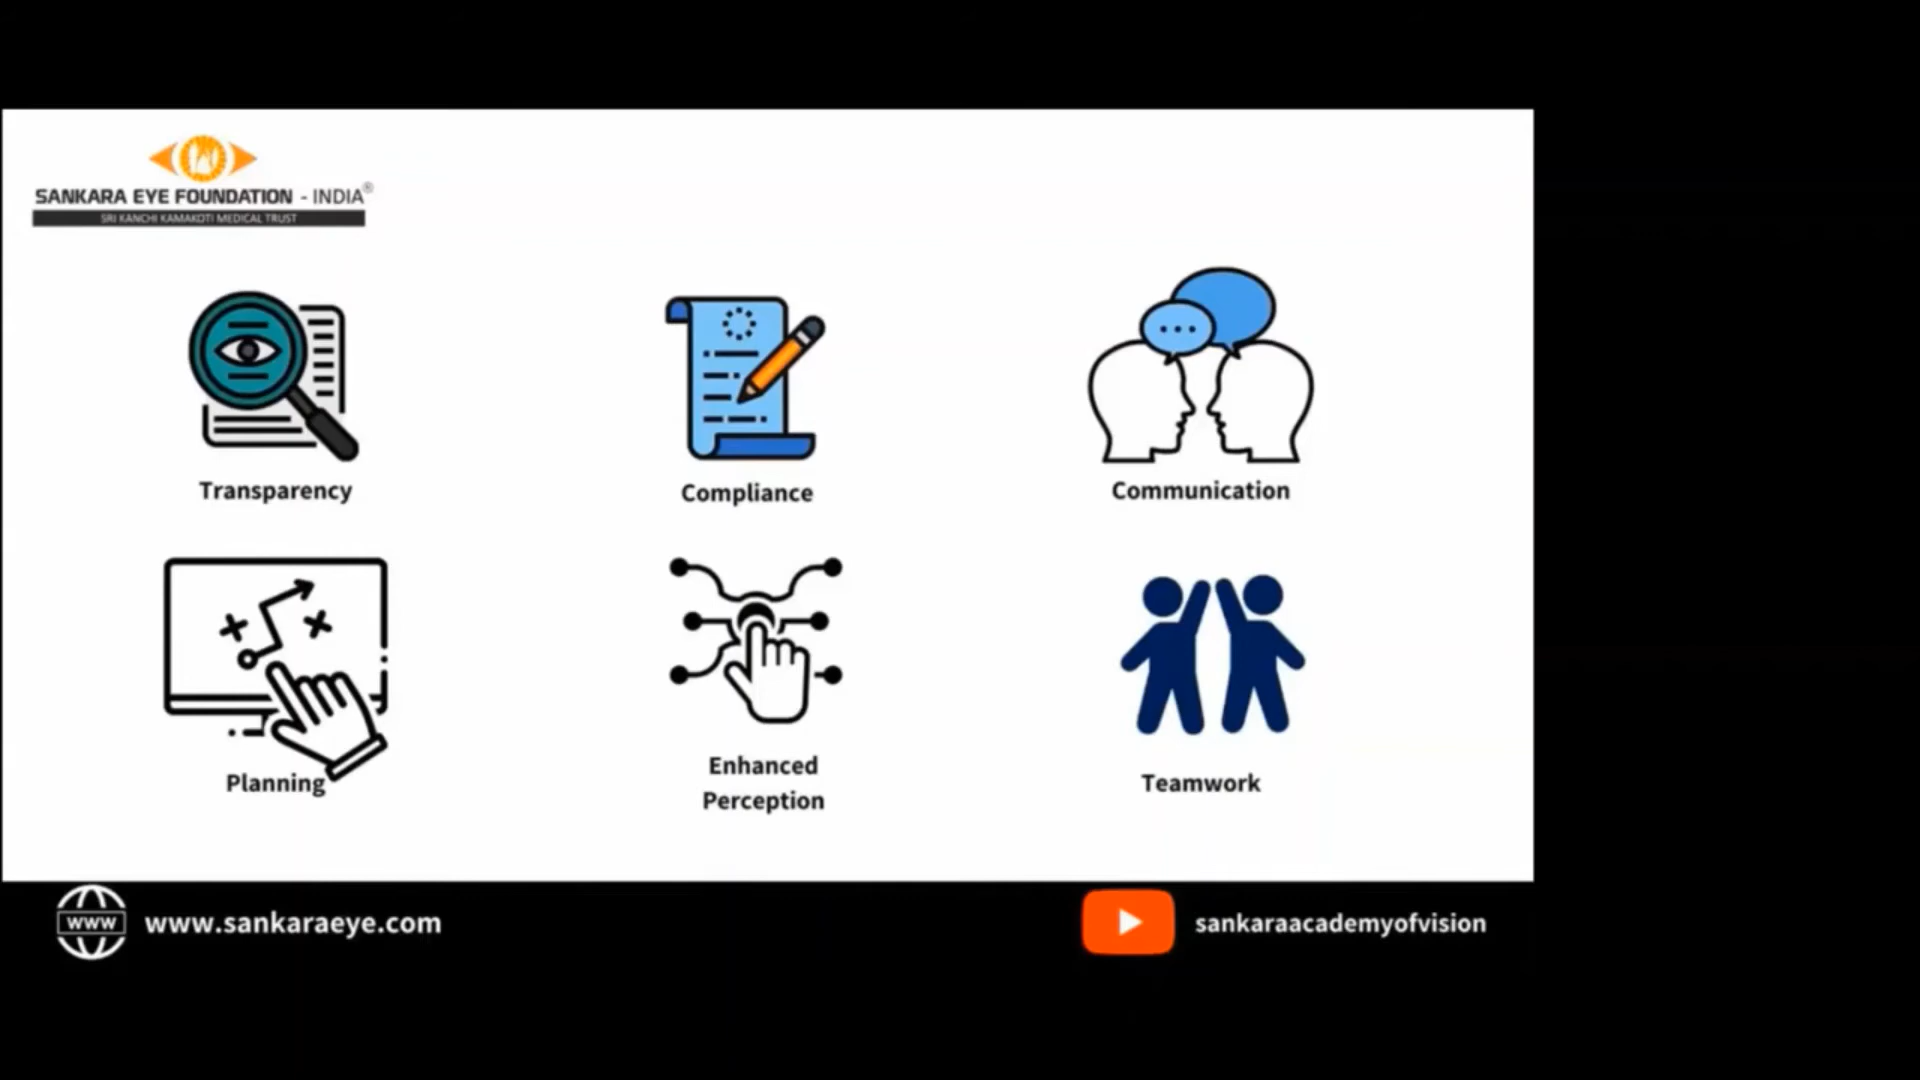 SANKARA EYE FOUNDATION - INDIA®
SRI KANCHI KAMAKOTI MEDICAL TRUST
Transparency
Compliance
Communication
Planning
Enhanced
Perception
Teamwork
www
www.sankaraeye.com
sankaraacademyofvision